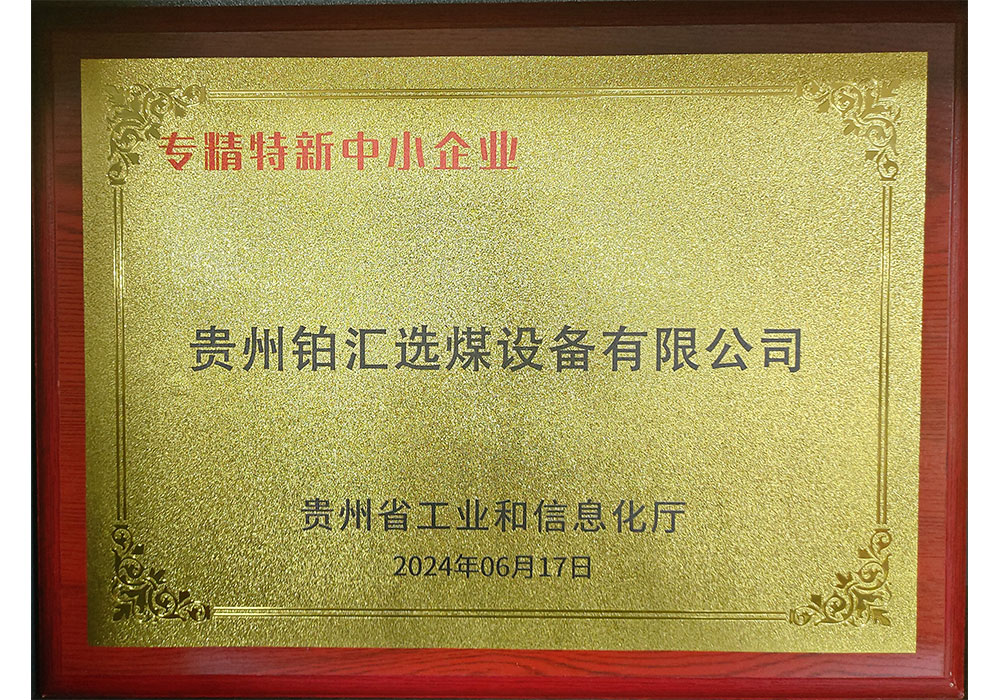 专精特新中小企业
贵州铂汇选煤设备有限公司
贵州省工业和信息化厅
2024年06月17日